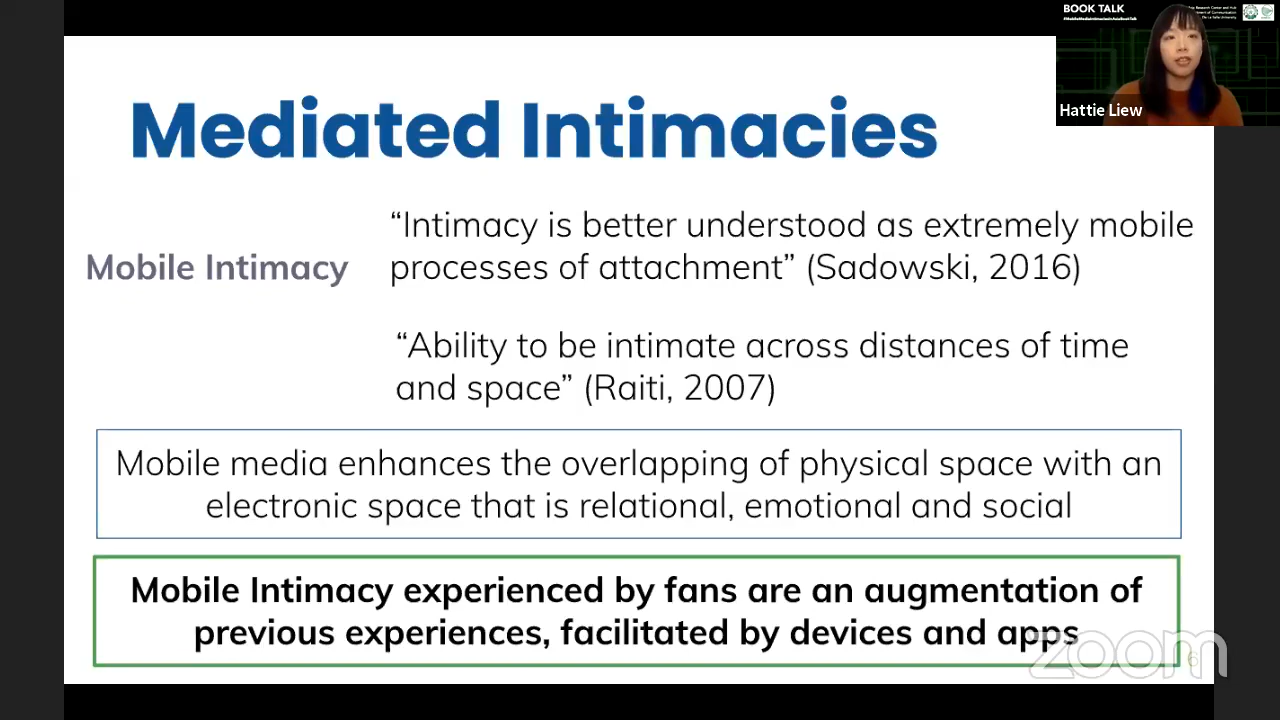 BOOK TALK
Hattie Liew
Mediated Intimacies
Mobile Intimacy
“Intimacy is better understood as extremely mobile
processes of attachment” (Sadowski, 2016)
“Ability to be intimate across distances of time
and space” (Raiti, 2007)
Mobile media enhances the overlapping of physical space with an
electronic space that is relational, emotional and social
Mobile Intimacy experienced by fans are an augmentation of
previous experiences, facilitated by devices and apps
zoom
6